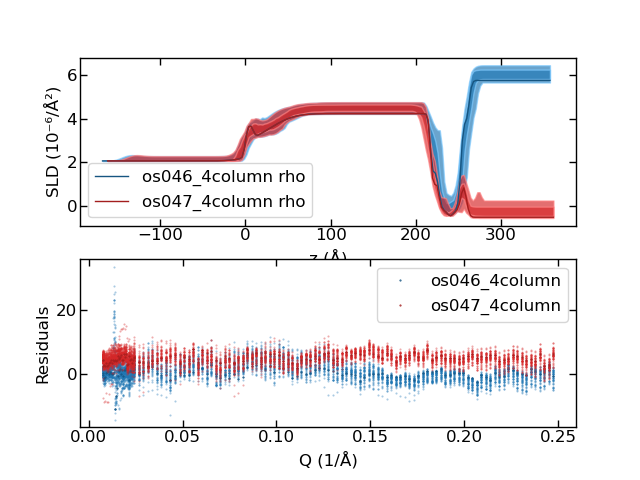 6
4
2
0
SLD (10⁻⁶/Å²)
os046_4column rho
os047_4column rho
−100
0
100
200
300
z (Å)
os046_4column
os047_4column
20
0
Residuals
0.00
0.05
0.10
0.15
0.20
0.25
Q (1/Å)